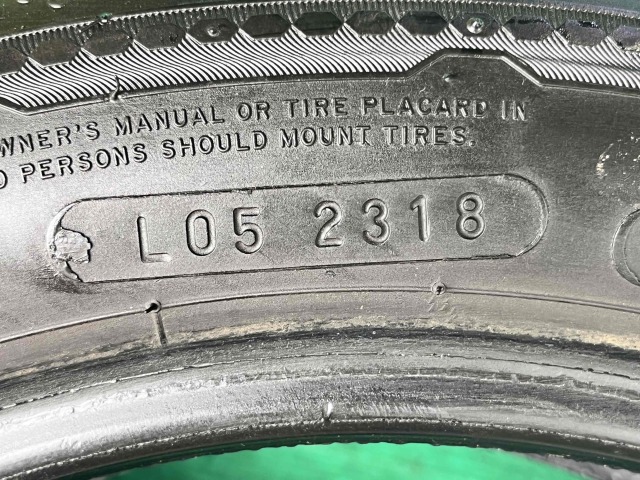 WNER'S MANUAL OR TIRE PLACARD IN
PERSONS SHOULD MOUNT TIRES.
L05 2318